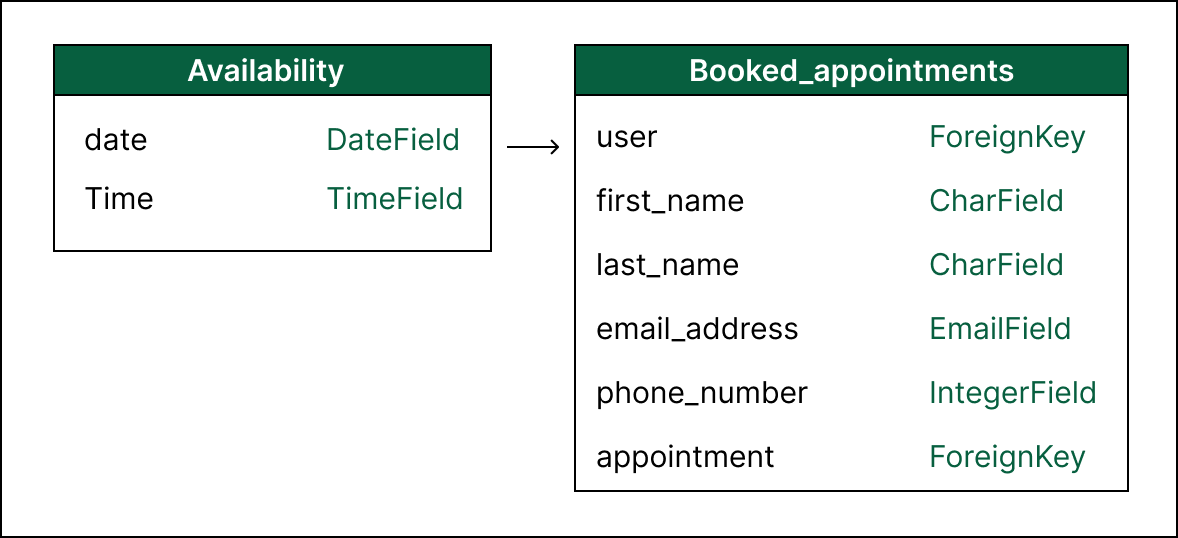 Availability
date DateField
Time TimeField
Booked_appointments
user ForeignKey
first_name CharField
last_name CharField
email_address EmailField
phone_number IntegerField
appointment ForeignKey